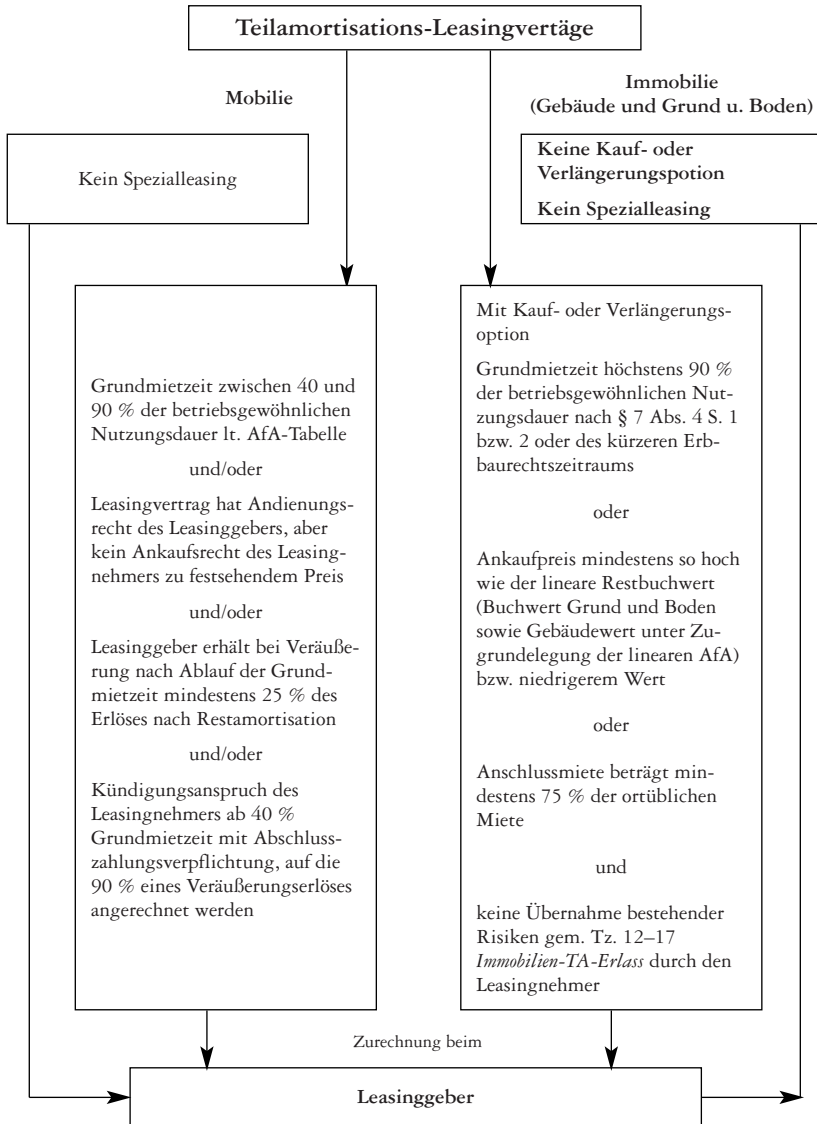 Teilamortisations-Leasingvertäge
Mobilie
Immobilie
(Gebäude und Grund u. Boden)
Kein Spezialleasing
Keine Kauf- oder
Verlängerungspotion
Kein Spezialleasing
Grundmietzeit zwischen 40 und
90 % der betriebsgewöhnlichen
Nutzungsdauer lt. AfA-Tabelle
und/oder
Leasingvertrag hat Andienungs-
recht des Leasinggebers, aber
kein Ankaufsrecht des Leasing-
nehmers zu festsehendem Preis
und/oder
Leasinggeber erhält bei Veräuße-
rung nach Ablauf der Grund-
mietzeit mindestens 25 % des
Erlöses nach Restamortisation
und/oder
Kündigungsanspruch des
Leasingnehmers ab 40 %
Grundmietzeit mit Abschluss-
zahlungsverpflichtung, auf die
90 % eines Veräußerungserlöses
angerechnet werden
Mit Kauf- oder Verlängerungs-
option
Grundmietzeit höchstens 90 %
der betriebsgewöhnlichen Nut-
zungsdauer nach § 7 Abs. 4 S. 1
bzw. 2 oder des kürzeren Erb-
baurechtszeitraums
oder
Ankaufpreis mindestens so hoch
wie der lineare Restbuchwert
(Buchwert Grund und Boden
sowie Gebäudewert unter Zu-
grundelegung der linearen AfA)
bzw. niedrigerem Wert
oder
Anschlussmiete beträgt min-
destens 75 % der ortüblichen
Miete
und
keine Übernahme bestehender
Risiken gem. Tz. 12–17
Immobilien-TA-Erlass durch den
Leasingnehmer
Zurechnung beim
Leasinggeber